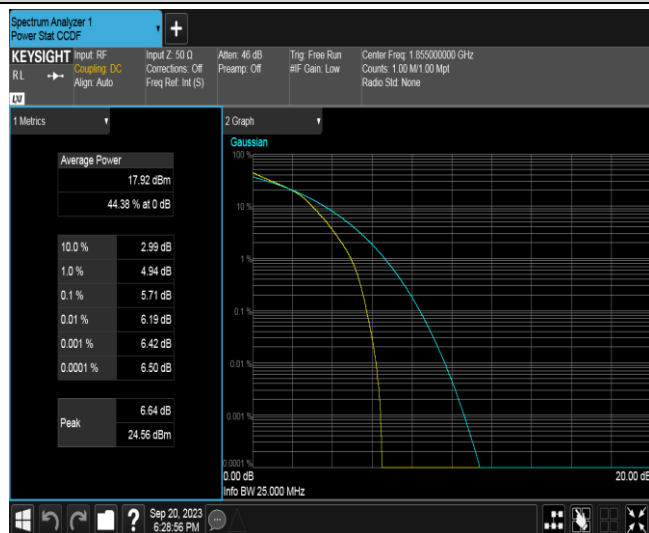 Spectrum Analyzer 1
Power Stat CCDF
+
KEYSIGHT
RL
LXI
Input: RF
Coupling: DC
Align: Auto
Input Z: 50 Ω
Corrections: Off
Freq Ref: Int (S)
Atten: 46 dB
Preamp: Off
Trig: Free Run
#IF Gain: Low
Center Freq: 1.855000000 GHz
Counts: 1.00 M/1.00 Mpt
Radio Std: None
1 Metrics
Average Power
17.92 dBm
44.38 % at 0 dB
10.0 % 2.99 dB
1.0 % 4.94 dB
0.1 % 5.71 dB
0.01 % 6.19 dB
0.001 % 6.42 dB
0.0001 % 6.50 dB
Peak
6.64 dB
24.56 dBm
2 Graph
Gaussian
100 %
10 %
1 %
0.1 %
0.01 %
0.001 %
0.0001 %
0.00 dB
20.00 dB
Info BW 25.000 MHz
?
Sep 20, 2023
6:28:56 PM